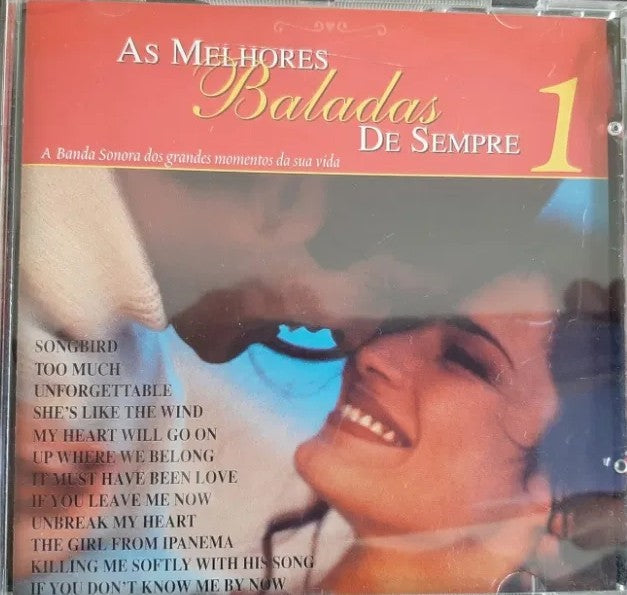 AS MELHORES
Baladas
DE SEMPRE
1
A Banda Sonora dos grandes momentos da sua vida
SONGBIRD
TOO MUCH
UNFORGETTABLE
SHE'S LIKE THE WIND
MY HEART WILL GO ON
UP WHERE WE BELONG
IT MUST HAVE BEEN LOVE
IF YOU LEAVE ME NOW
UNBREAK MY HEART
THE GIRL FROM IPANEMA
KILLING ME SOFTLY WITH HIS SONG
IF YOU DON'T KNOW ME BY NOW